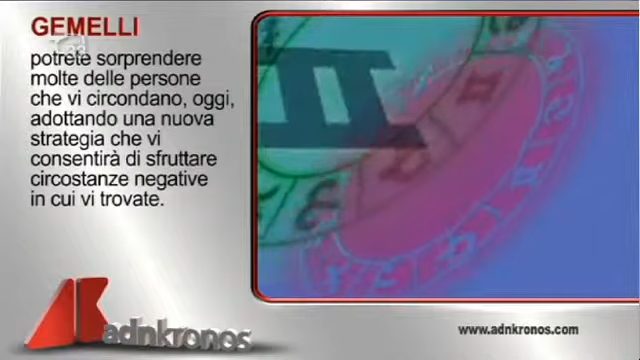 GEMELLI
potrete sorprendere
molte delle persone
che vi circondano, oggi,
adottando una nuova
strategia che vi
consentirà di sfruttare
circostanze negative
in cui vi trovate.
adnkronos
www.adnkronos.com